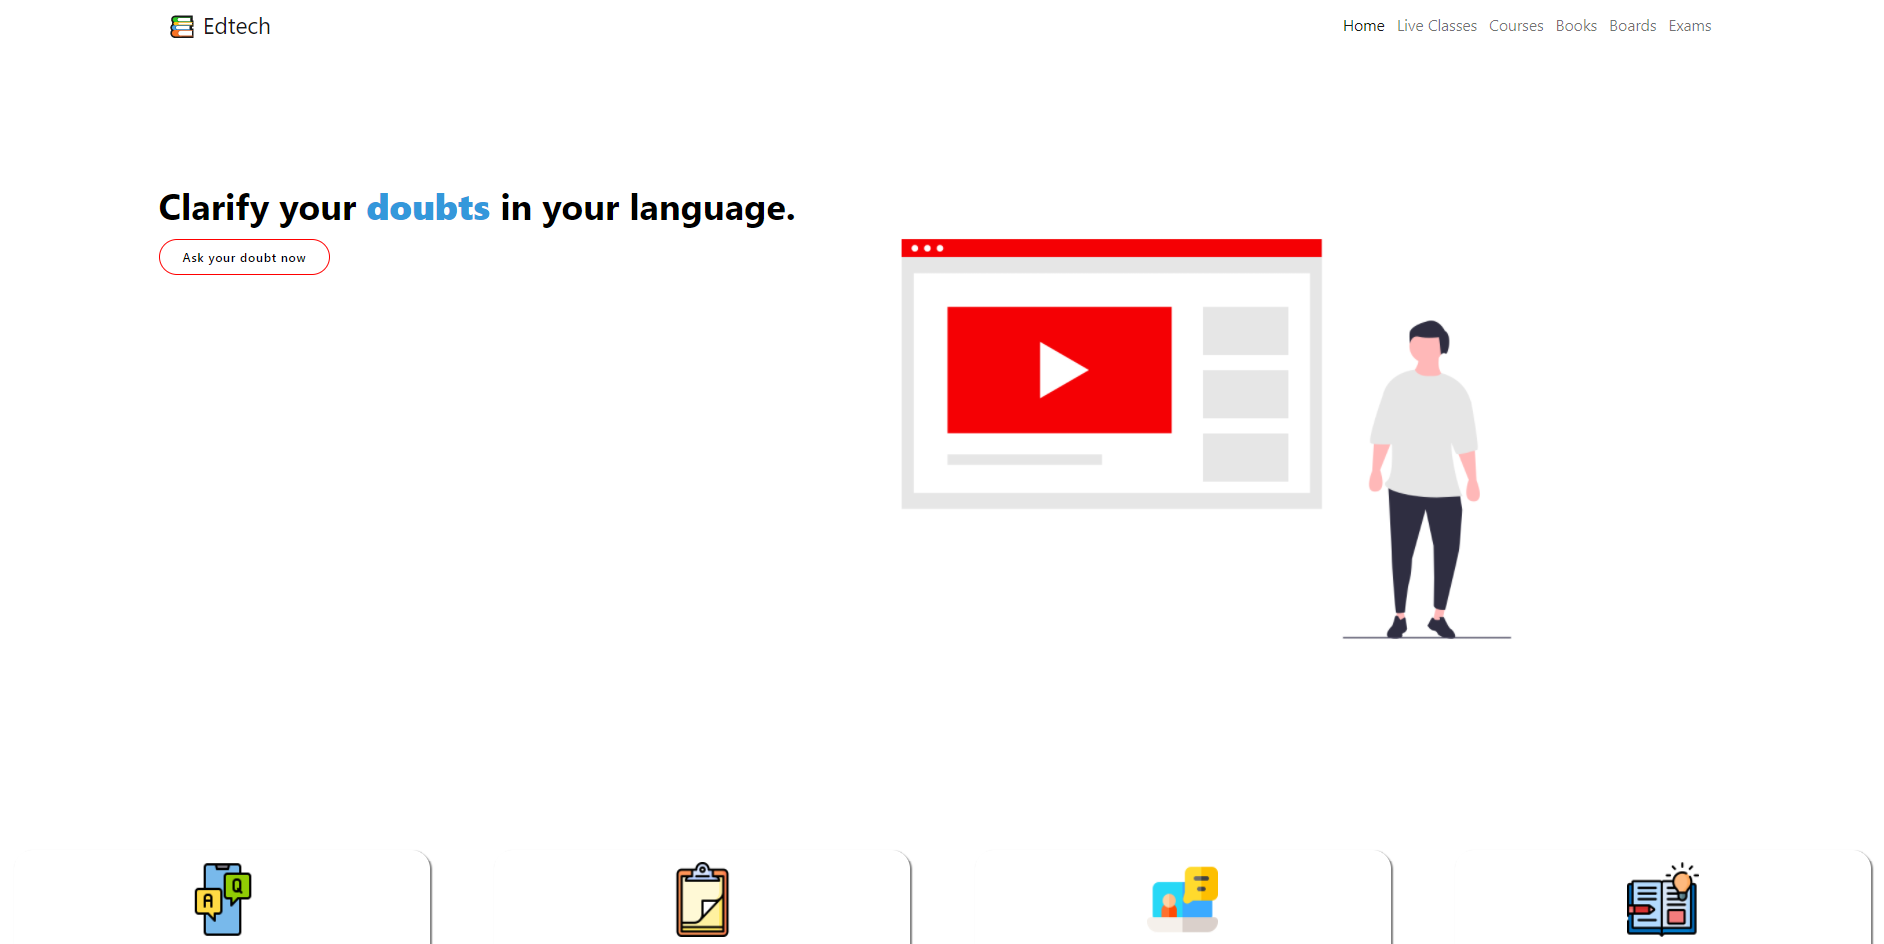 Edtech
Home Live Classes Courses Books Boards Exams
Clarify your doubts in your language.
Ask your doubt now
A Q